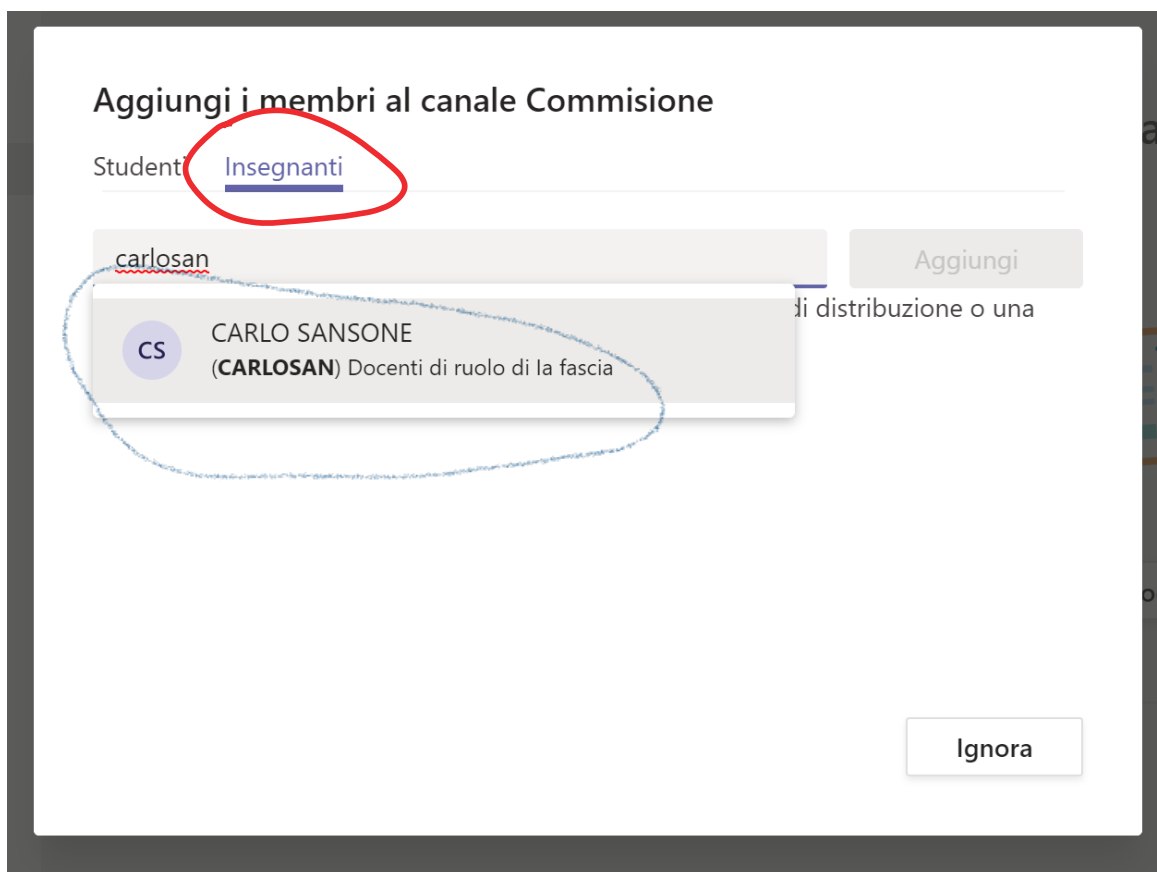 Aggiungi i membri al canale Commisione
Studenti Insegnanti
carlosan Aggiungi
di distribuzione o una
CS CARLO SANSONE
(CARLOSAN) Docenti di ruolo di Ia fascia
Ignora